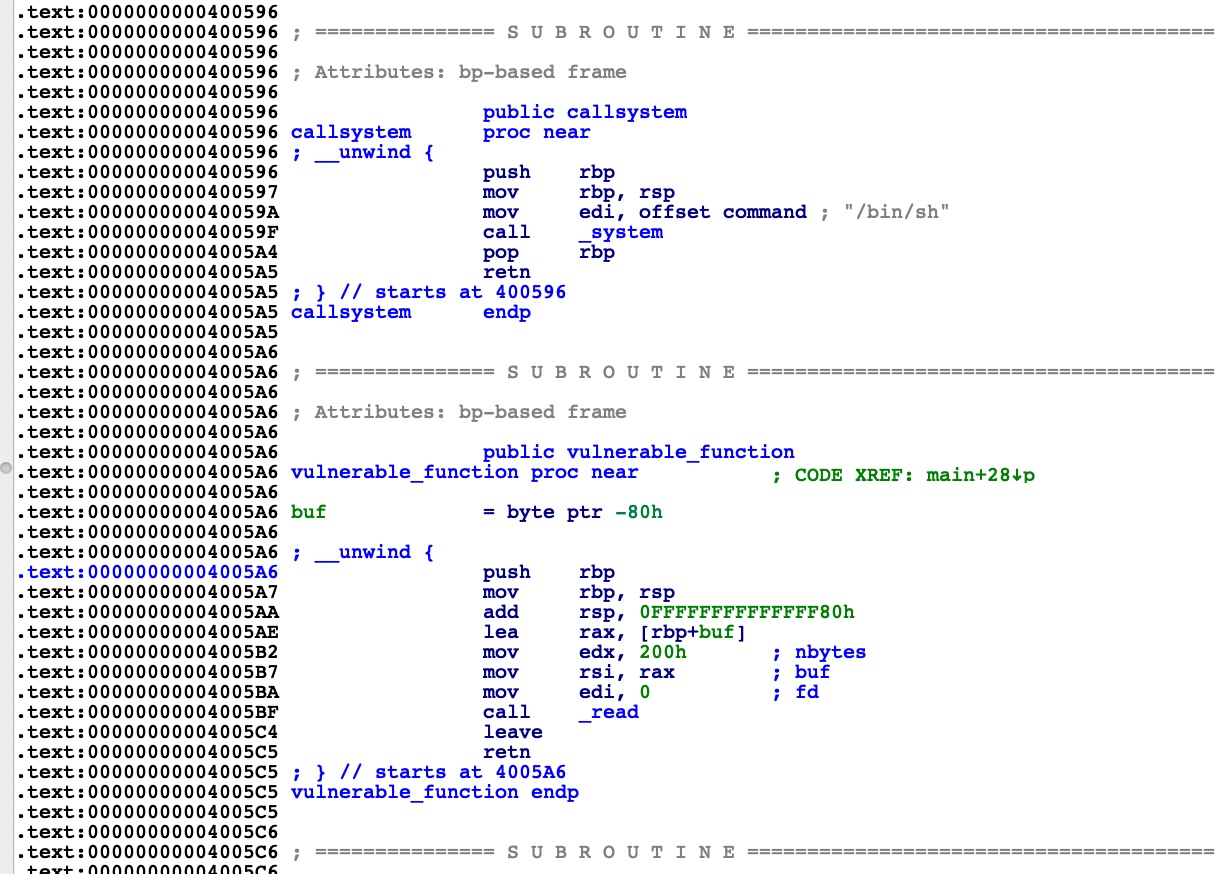 .text:0000000000400596
.text:0000000000400596 ; =============== S U B R O U T I N E =======================================
.text:0000000000400596
.text:0000000000400596 ; Attributes: bp-based frame
.text:0000000000400596
.text:0000000000400596                 public callsystem
.text:0000000000400596 callsystem      proc near
.text:0000000000400596 ; __unwind {
.text:0000000000400596                 push    rbp
.text:0000000000400597                 mov     rbp, rsp
.text:000000000040059A                 mov     edi, offset command ; "/bin/sh"
.text:000000000040059F                 call    _system
.text:00000000004005A4                 pop     rbp
.text:00000000004005A5                 retn
.text:00000000004005A5 ; } // starts at 400596
.text:00000000004005A5 callsystem      endp
.text:00000000004005A5
.text:00000000004005A6
.text:00000000004005A6 ; =============== S U B R O U T I N E =======================================
.text:00000000004005A6
.text:00000000004005A6 ; Attributes: bp-based frame
.text:00000000004005A6
.text:00000000004005A6                 public vulnerable_function
.text:00000000004005A6 vulnerable_function proc near           ; CODE XREF: main+28↓p
.text:00000000004005A6
.text:00000000004005A6 buf             = byte ptr -80h
.text:00000000004005A6
.text:00000000004005A6 ; __unwind {
.text:00000000004005A6                 push    rbp
.text:00000000004005A7                 mov     rbp, rsp
.text:00000000004005AA                 add     rsp, 0FFFFFFFFFFFFFF80h
.text:00000000004005AE                 lea     rax, [rbp+buf]
.text:00000000004005B2                 mov     edx, 200h       ; nbytes
.text:00000000004005B7                 mov     rsi, rax        ; buf
.text:00000000004005BA                 mov     edi, 0          ; fd
.text:00000000004005BF                 call    _read
.text:00000000004005C4                 leave
.text:00000000004005C5                 retn
.text:00000000004005C5 ; } // starts at 4005A6
.text:00000000004005C5 vulnerable_function endp
.text:00000000004005C5
.text:00000000004005C6
.text:00000000004005C6 ; =============== S U B R O U T I N E =======================================
.text:00000000004005C6